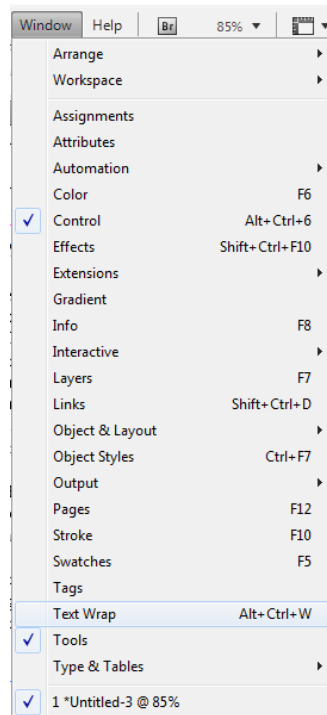 Window Help Br 85%
Arrange
Workspace
Assignments
Attributes
Automation
Color F6
Control Alt+Ctrl+6
Effects Shift+Ctrl+F10
Extensions
Gradient
Info F8
Interactive
Layers F7
Links Shift+Ctrl+D
Object & Layout
Object Styles Ctrl+F7
Output
Pages F12
Stroke F10
Swatches F5
Tags
Text Wrap Alt+Ctrl+W
Tools
Type & Tables
1 *Untitled-3 @ 85%